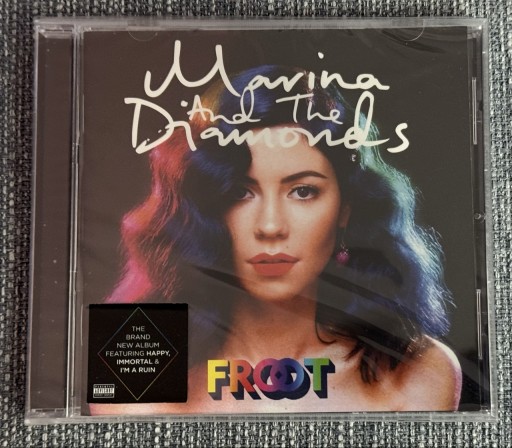 Marina
And The
Diamonds
THE
BRAND
NEW ALBUM
FEATURING HAPPY,
IMMORTAL &
I'M A RUIN
FROOT